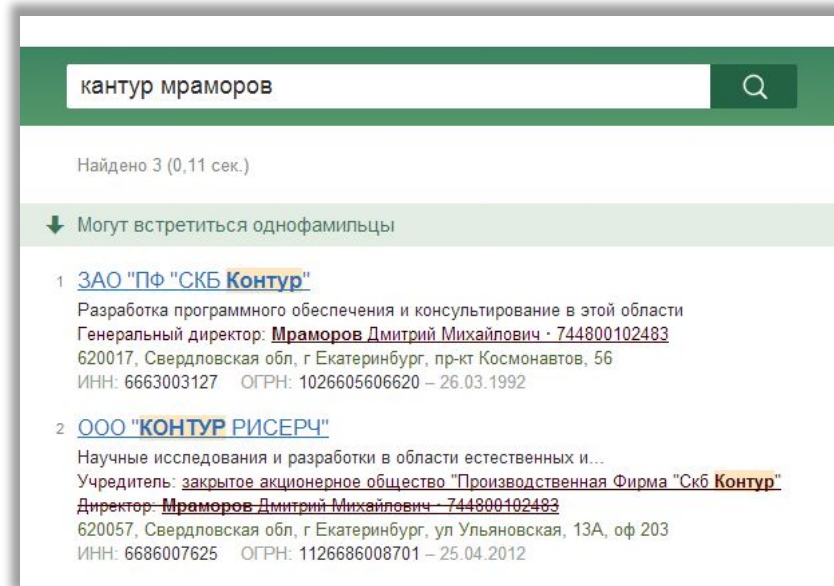 кантур мраморов
Найдено 3 (0,11 сек.)
Могут встретиться однофамильцы
1 ЗАО "ПФ "СКБ Контур"
Разработка программного обеспечения и консультирование в этой области
Генеральный директор: Мраморов Дмитрий Михайлович · 744800102483
620017, Свердловская обл, г Екатеринбург, пр-кт Космонавтов, 56
ИНН: 6663003127 ОГРН: 1026605606620 – 26.03.1992
2 ООО "КОНТУР РИСЕРЧ"
Научные исследования и разработки в области естественных и...
Учредитель: закрытое акционерное общество "Производственная Фирма "Скб Контур"
Директор: Мраморов Дмитрий Михайлович · 744800102483
620057, Свердловская обл, г Екатеринбург, ул Ульяновская, 13А, оф 203
ИНН: 6686007625 ОГРН: 1126686008701 – 25.04.2012